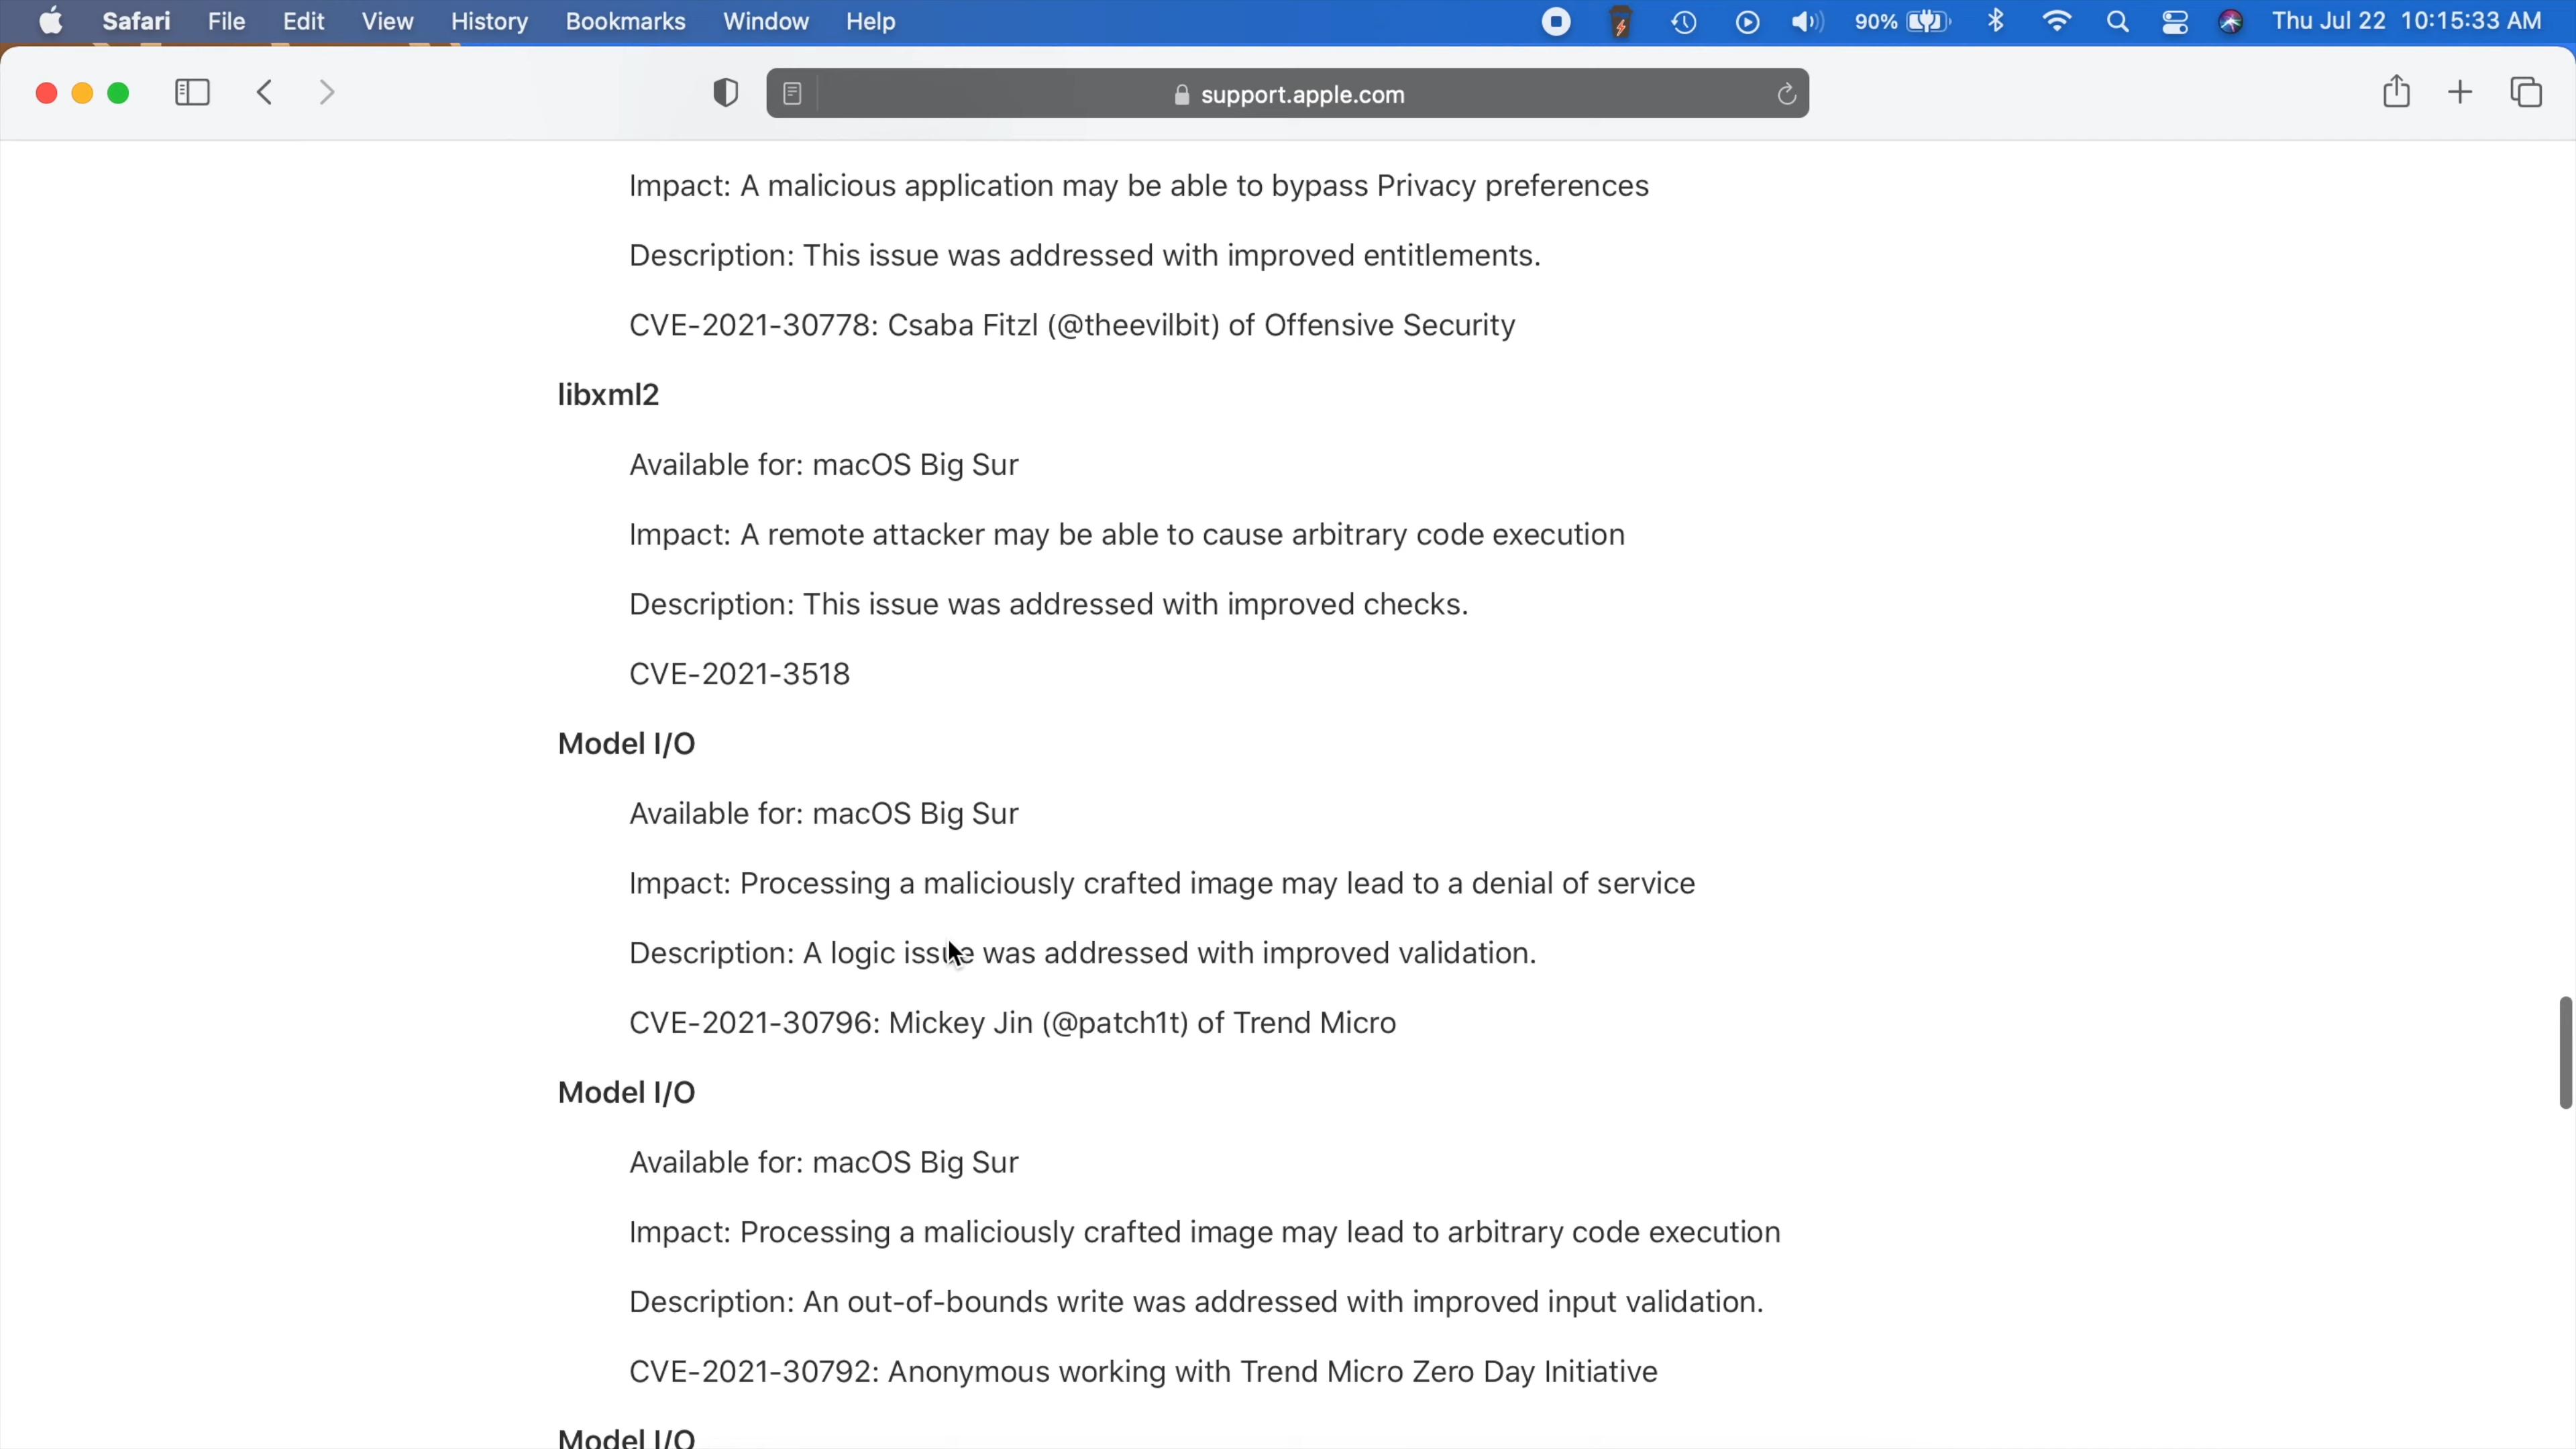 Safari File Edit View History Bookmarks Window Help 90% Thu Jul 22 10:15:33 AM
support.apple.com
Impact: A malicious application may be able to bypass Privacy preferences
Description: This issue was addressed with improved entitlements.
CVE-2021-30778: Csaba Fitzl (@theevilbit) of Offensive Security
libxml2
Available for: macOS Big Sur
Impact: A remote attacker may be able to cause arbitrary code execution
Description: This issue was addressed with improved checks.
CVE-2021-3518
Model I/O
Available for: macOS Big Sur
Impact: Processing a maliciously crafted image may lead to a denial of service
Description: A logic issue was addressed with improved validation.
CVE-2021-30796: Mickey Jin (@patch1t) of Trend Micro
Model I/O
Available for: macOS Big Sur
Impact: Processing a maliciously crafted image may lead to arbitrary code execution
Description: An out-of-bounds write was addressed with improved input validation.
CVE-2021-30792: Anonymous working with Trend Micro Zero Day Initiative
Model I/O